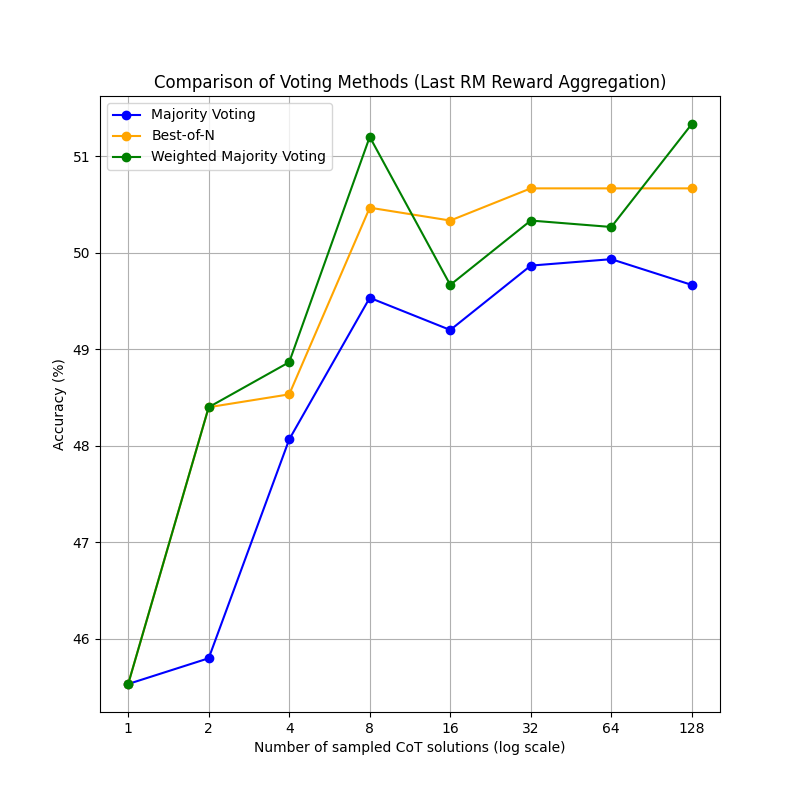 Comparison of Voting Methods (Last RM Reward Aggregation)
Majority Voting
Best-of-N
Weighted Majority Voting
51
50
49
48
47
46
Accuracy (%)
1 2 4 8 16 32 64 128
Number of sampled CoT solutions (log scale)